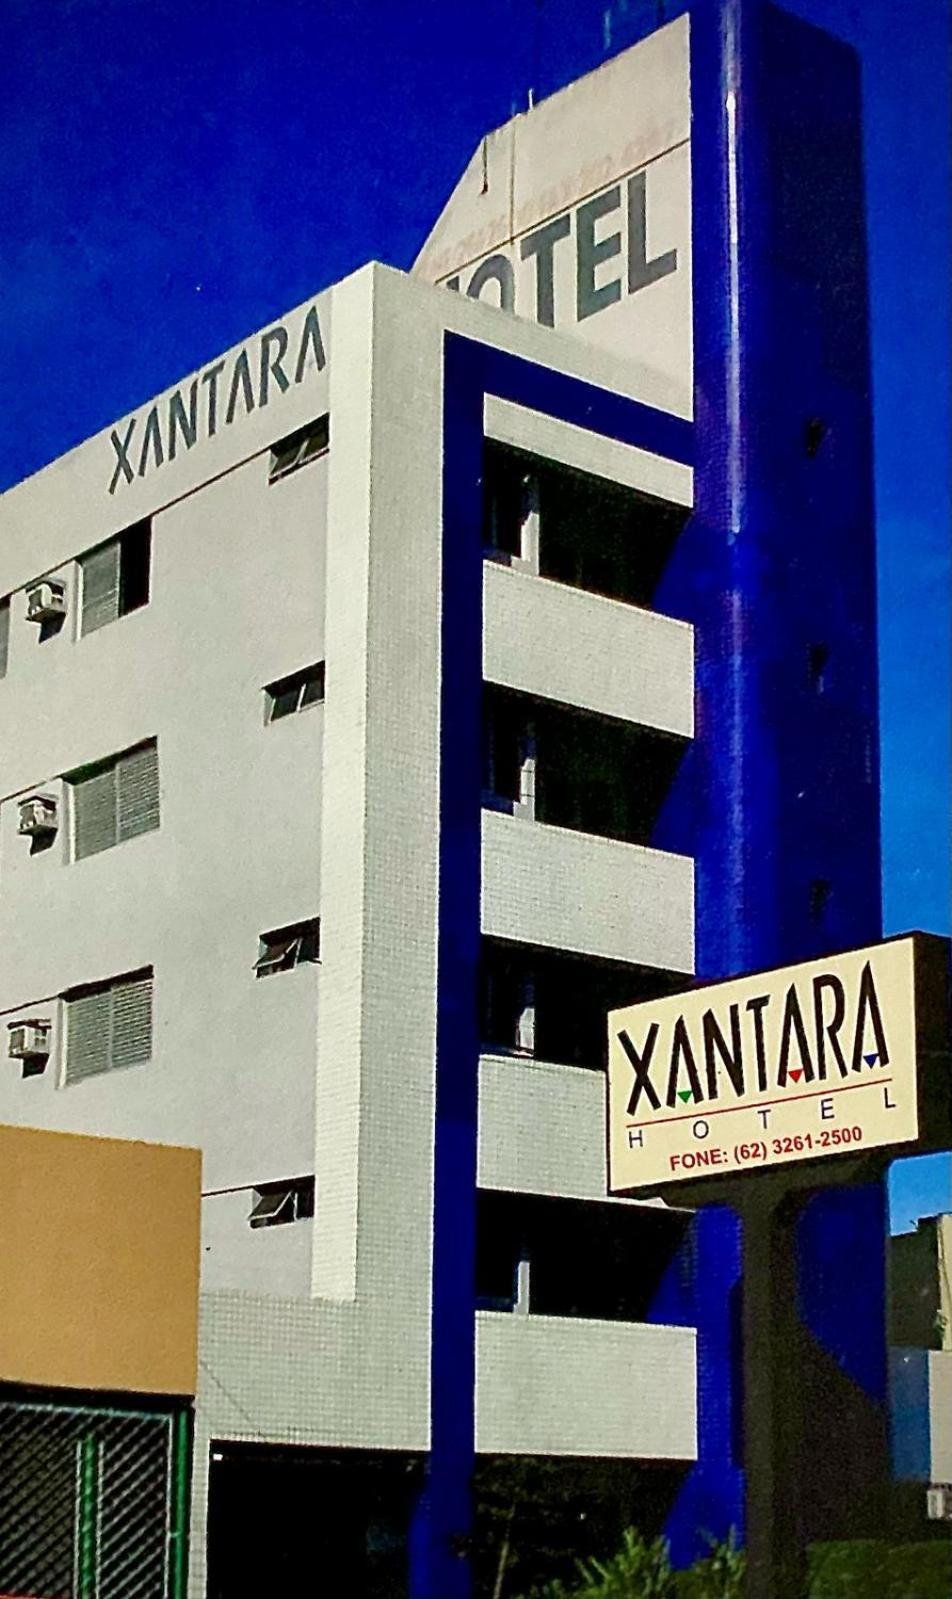 HOTEL
XANTARA
XANTARA
HOTEL
FONE: (62) 3261-2500